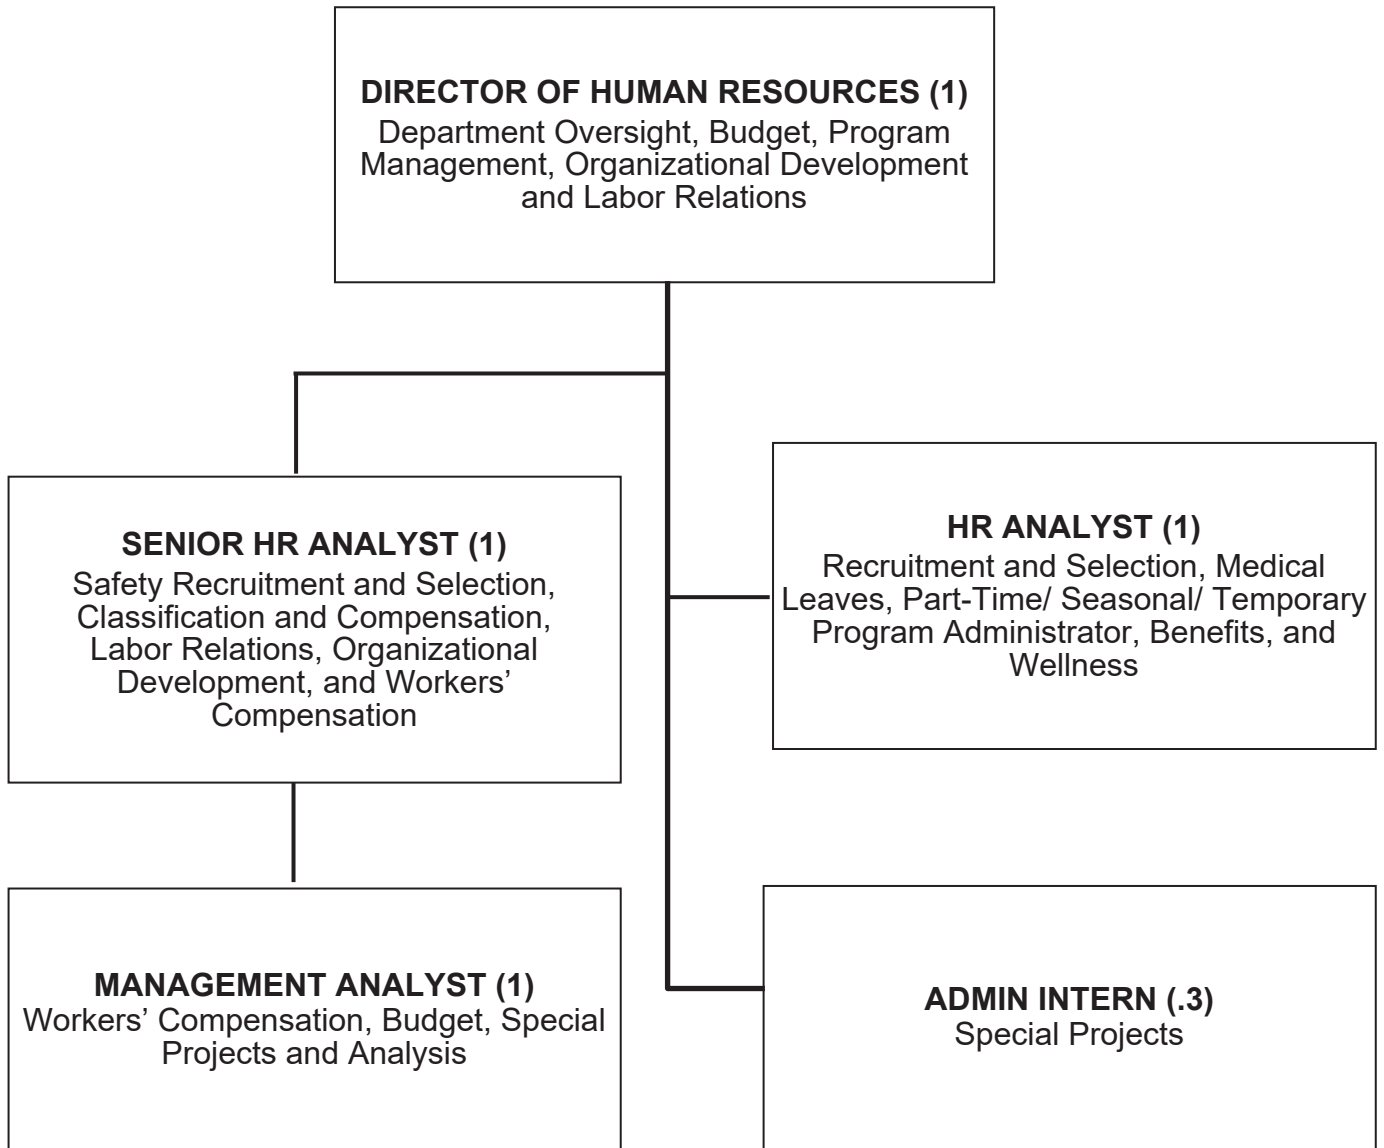 DIRECTOR OF HUMAN RESOURCES (1)
Department Oversight, Budget, Program
Management, Organizational Development
and Labor Relations
SENIOR HR ANALYST (1)
Safety Recruitment and Selection,
Classification and Compensation,
Labor Relations, Organizational
Development, and Workers’
Compensation
HR ANALYST (1)
Recruitment and Selection, Medical
Leaves, Part-Time/ Seasonal/ Temporary
Program Administrator, Benefits, and
Wellness
MANAGEMENT ANALYST (1)
Workers’ Compensation, Budget, Special
Projects and Analysis
ADMIN INTERN (.3)
Special Projects